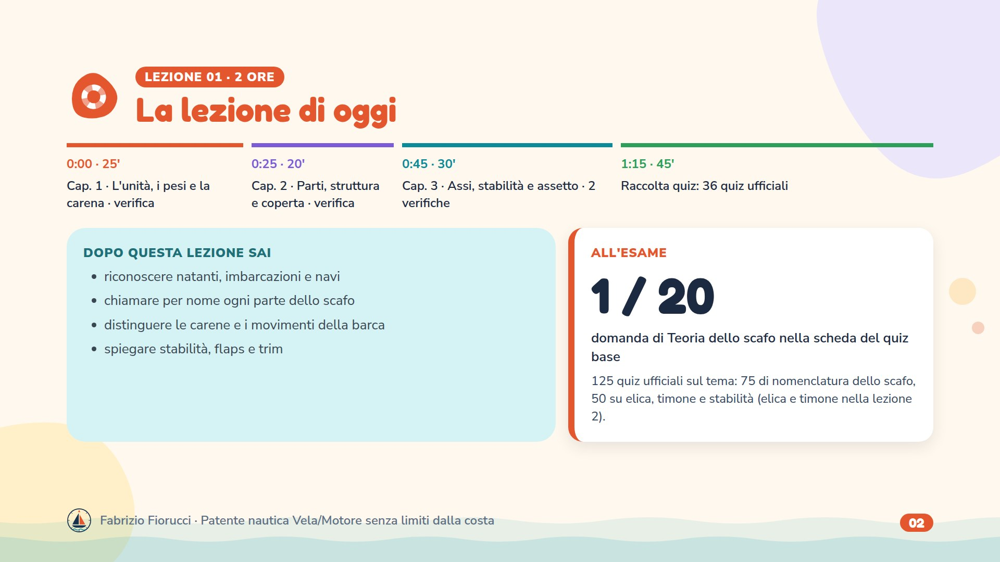 LEZIONE 01 · 2 ORE
La lezione di oggi
0:00 · 25'
Cap. 1 · L'unità, i pesi e la
carena · verifica
0:25 · 20'
Cap. 2 · Parti, struttura
e coperta · verifica
0:45 · 30'
Cap. 3 · Assi, stabilità e assetto · 2
verifiche
1:15 · 45'
Raccolta quiz: 36 quiz ufficiali
DOPO QUESTA LEZIONE SAI
• riconoscere natanti, imbarcazioni e navi
• chiamare per nome ogni parte dello scafo
• distinguere le carene e i movimenti della barca
• spiegare stabilità, flaps e trim
ALL'ESAME
1 / 20
domanda di Teoria dello scafo nella scheda del quiz
base
125 quiz ufficiali sul tema: 75 di nomenclatura dello scafo,
50 su elica, timone e stabilità (elica e timone nella lezione
2).
Fabrizio Fiorucci · Patente nautica Vela/Motore senza limiti dalla costa
02